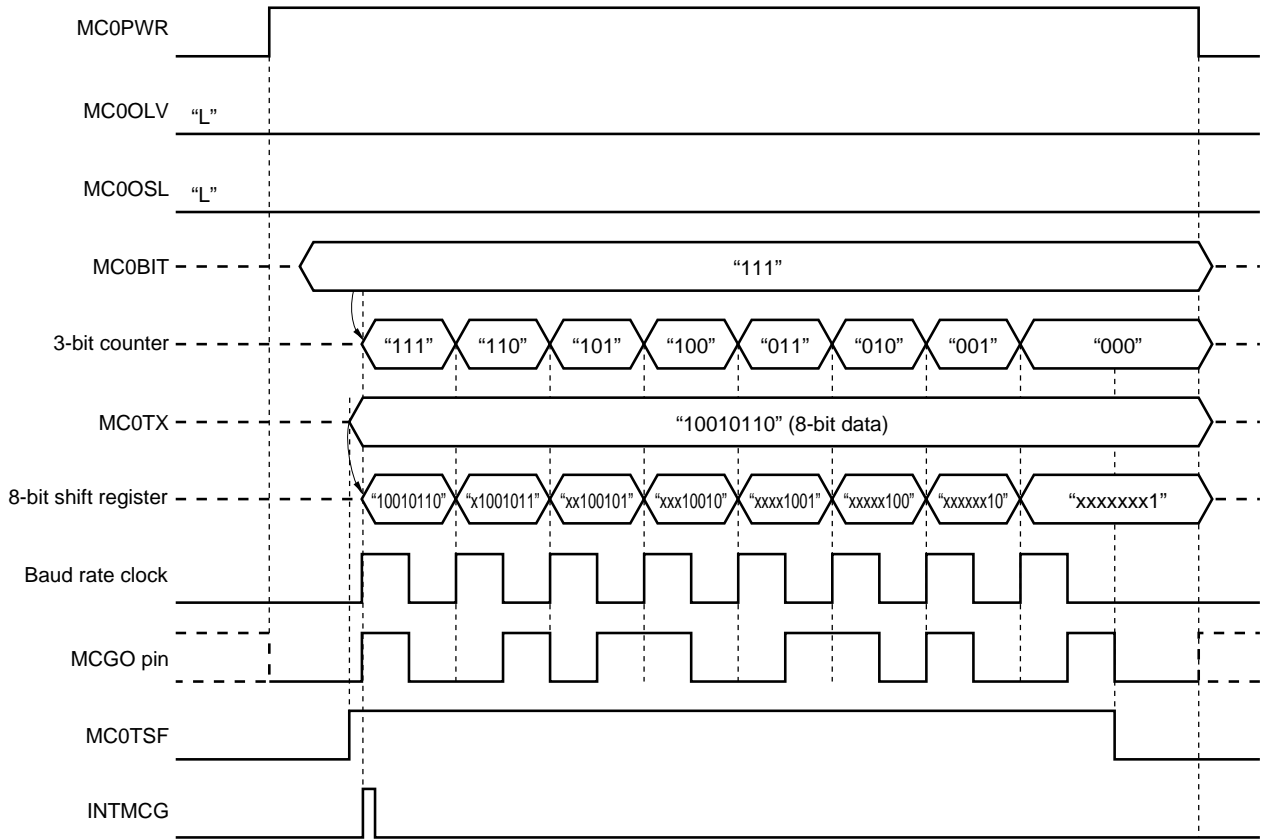 MC0PWR
MC0OLV “L”
MC0OSL “L”
MC0BIT “111”
3-bit counter “111” “110” “101” “100” “011” “010” “001” “000”
MC0TX “10010110” (8-bit data)
8-bit shift register “10010110” “x1001011” “xx100101” “xxx10010” “xxxx1001” “xxxxx100” “xxxxxx10” “xxxxxxx1”
Baud rate clock
MCGO pin
MC0TSF
INTMCG